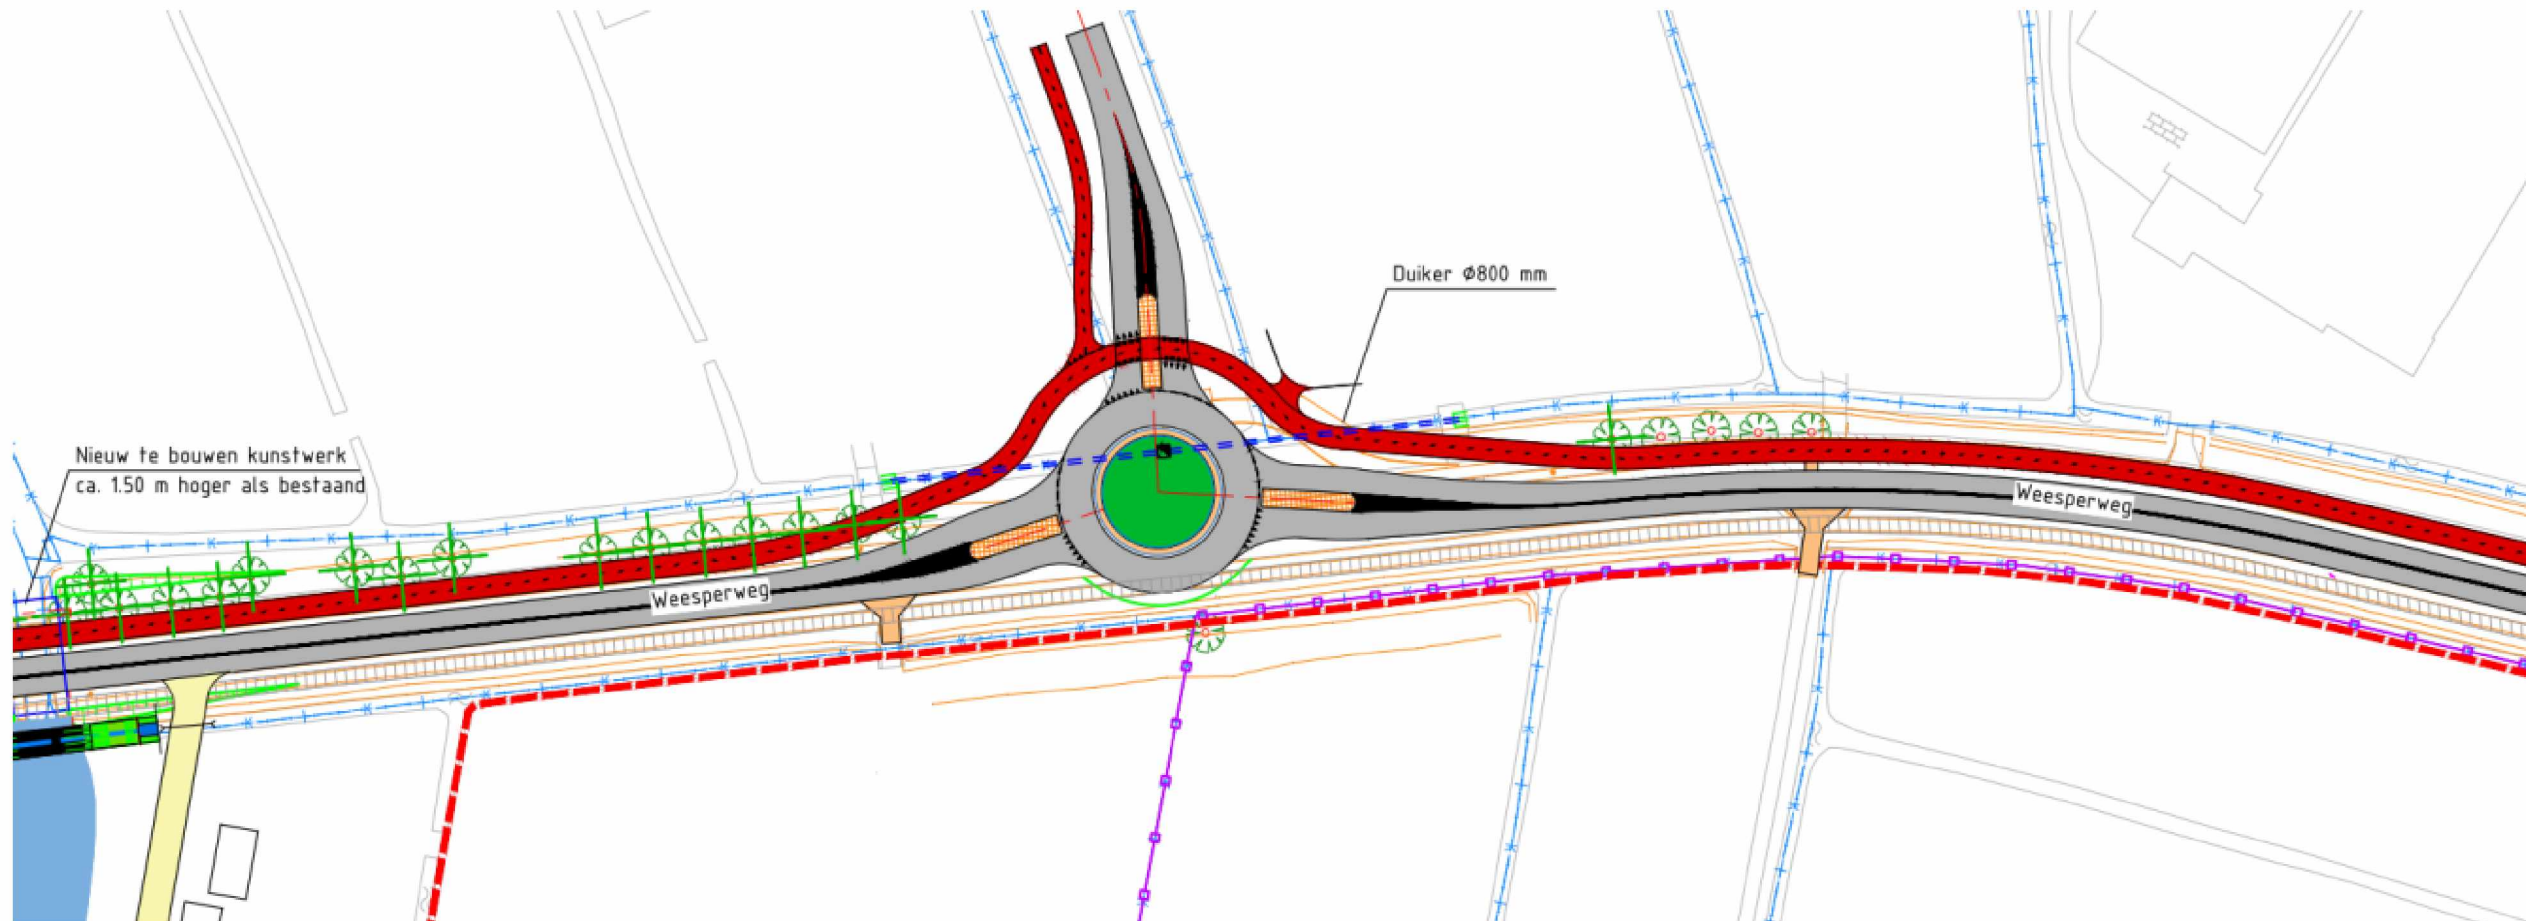 Duiker Ø800 mm
Nieuw te bouwen kunstwerk
ca. 1.50 m hoger als bestaand
Weesperweg
Weesperweg